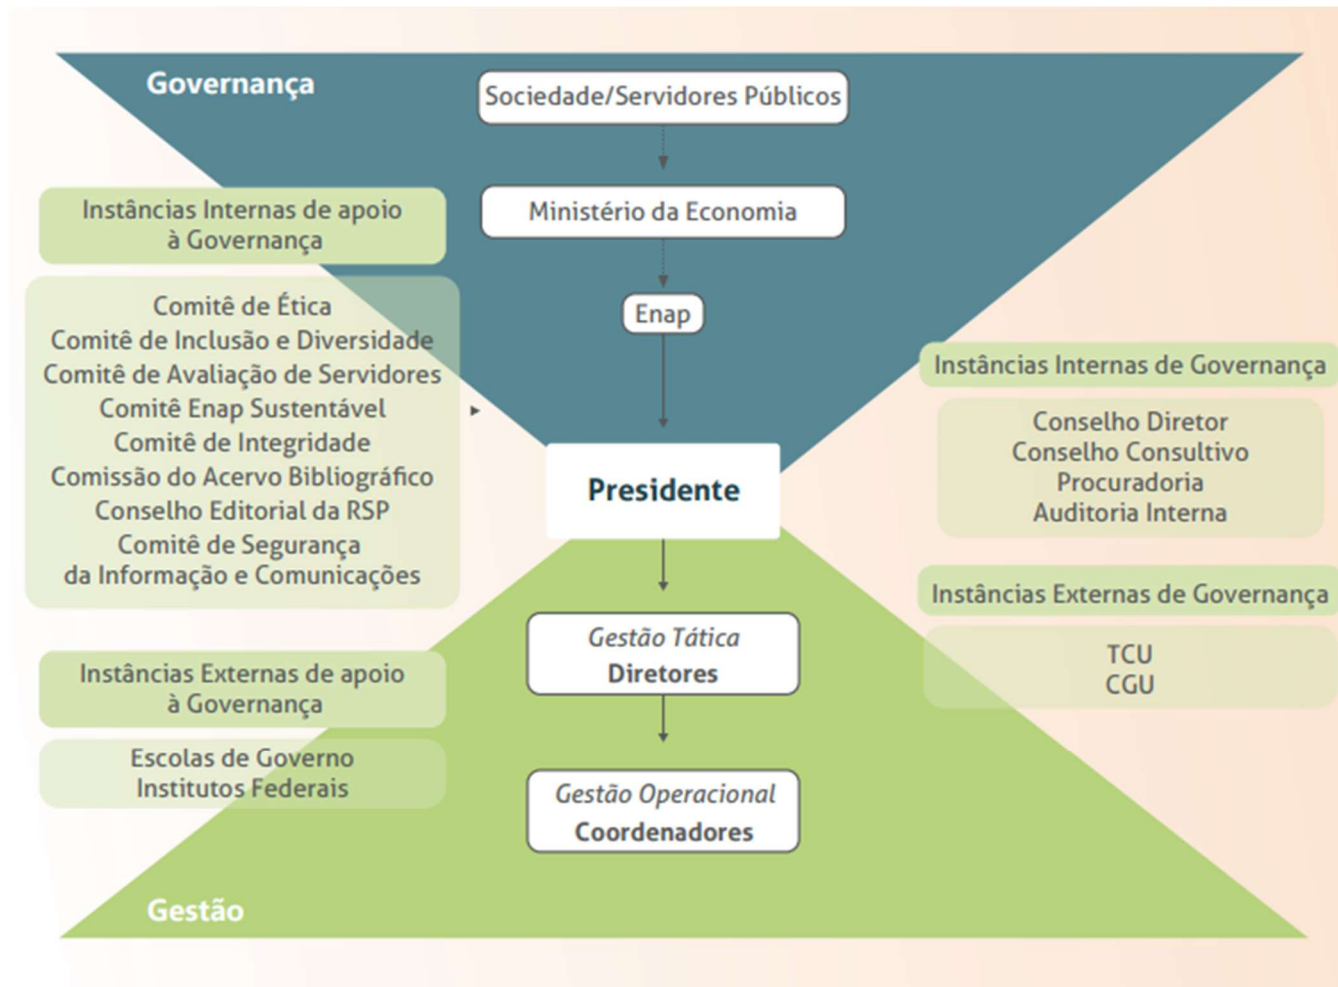 Governança
Sociedade/Servidores Públicos
Ministério da Economia
Enap
Instâncias Internas de apoio
à Governança
Comitê de Ética
Comitê de Inclusão e Diversidade
Comitê de Avaliação de Servidores
Comitê Enap Sustentável
Comitê de Integridade
Comissão do Acervo Bibliográfico
Conselho Editorial da RSP
Comitê de Segurança
da Informação e Comunicações
Instâncias Internas de Governança
Conselho Diretor
Conselho Consultivo
Procuradoria
Auditoria Interna
Presidente
Instâncias Externas de Governança
TCU
CGU
Gestão Tática
Diretores
Instâncias Externas de apoio
à Governança
Escolas de Governo
Institutos Federais
Gestão Operacional
Coordenadores
Gestão